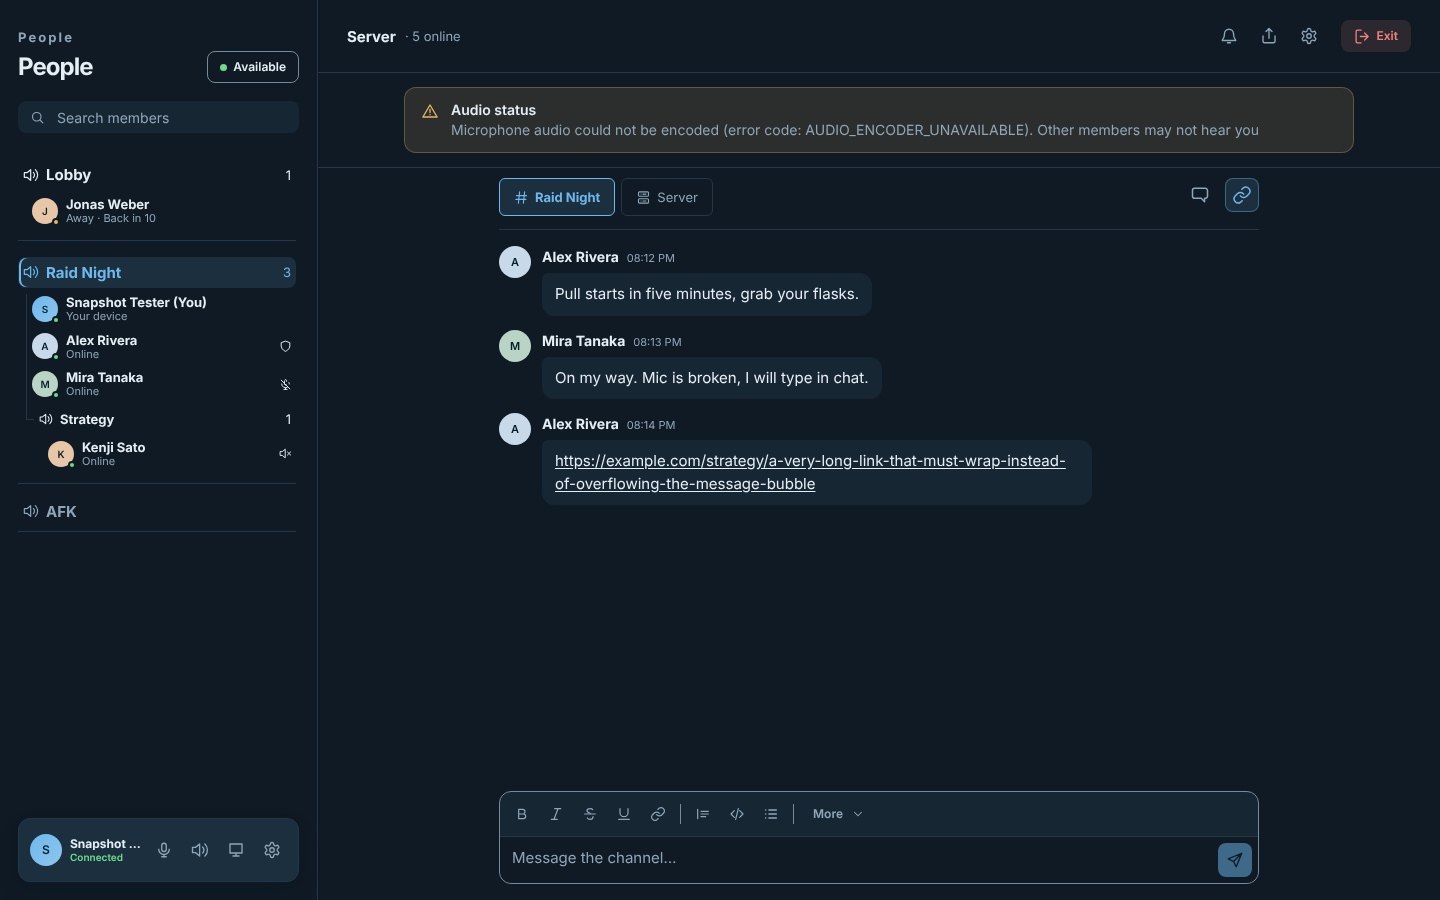 People
People
Available
Search members
Lobby
1
J
Jonas Weber
Away · Back in 10
Raid Night
3
S
Snapshot Tester (You)
Your device
A
Alex Rivera
Online
M
Mira Tanaka
Online
Strategy
1
K
Kenji Sato
Online
AFK
S
Snapshot ...
Connected
Server · 5 online
Exit
Audio status
Microphone audio could not be encoded (error code: AUDIO_ENCODER_UNAVAILABLE). Other members may not hear you
Raid Night
Server
A
Alex Rivera 08:12 PM
Pull starts in five minutes, grab your flasks.
M
Mira Tanaka 08:13 PM
On my way. Mic is broken, I will type in chat.
A
Alex Rivera 08:14 PM
https://example.com/strategy/a-very-long-link-that-must-wrap-instead-
of-overflowing-the-message-bubble
More
Message the channel...